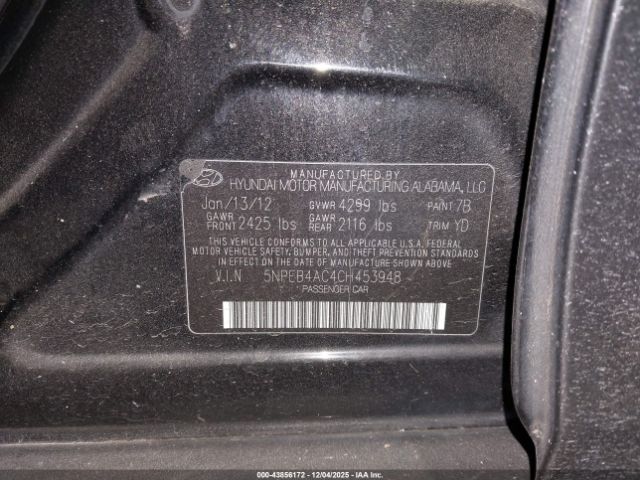 MANUFACTURED BY
HYUNDAI MOTOR MANUFACTURING ALABAMA, LLC
Jan/13/12 GVWR 4299 lbs PAINT 7B
GAWR FRONT 2425 lbs GAWR REAR 2116 lbs TRIM YD
THIS VEHICLE CONFORMS TO ALL APPLICABLE U.S.A. FEDERAL
MOTOR VEHICLE SAFETY, BUMPER, AND THEFT PREVENTION STANDARDS
IN EFFECT ON THE DATE OF MANUFACTURE SHOWN ABOVE.
V.I.N 5NPEB4AC4CH453948
PASSENGER CAR
000-43856172 12/04/2025 IAAI.COM